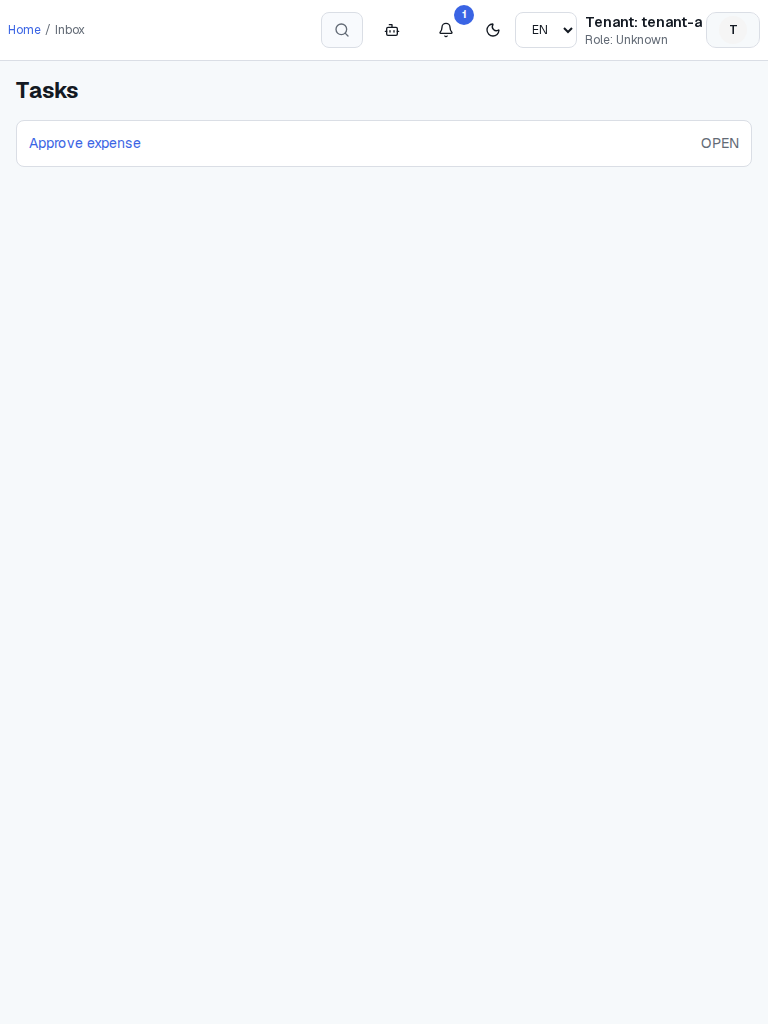 Home / Inbox
1
EN
Tenant: tenant-a
Role: Unknown
T
Tasks
Approve expense
OPEN